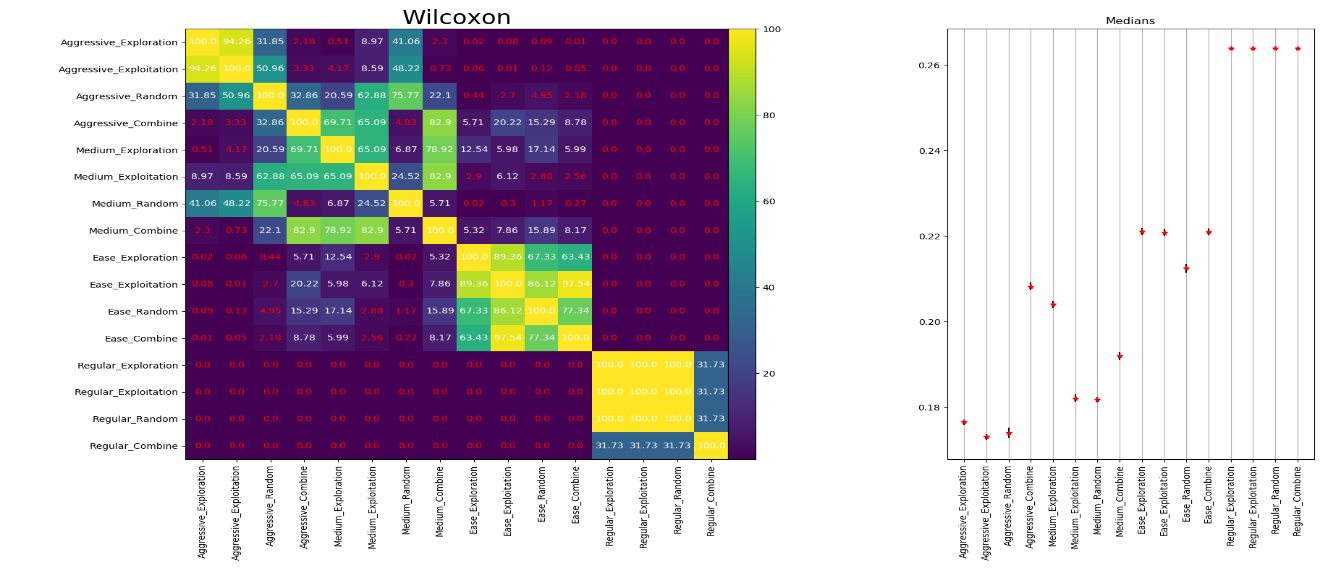 Wilcoxon
Aggressive_Exploration 100.0 94.26 31.85 2.18 0.51 8.97 41.06 2.3 0.02 0.08 0.09 0.01 0.0 0.0 0.0 0.0
Aggressive_Exploitation 94.26 100.0 50.96 3.33 4.17 8.59 48.22 0.73 0.06 0.01 0.12 0.05 0.0 0.0 0.0 0.0
Aggressive_Random 31.85 50.96 100.0 32.86 20.59 62.88 75.77 22.1 0.44 2.7 4.95 2.18 0.0 0.0 0.0 0.0
Aggressive_Combine 2.18 3.33 32.86 100.0 69.71 65.09 4.83 82.9 5.71 20.22 15.29 8.78 0.0 0.0 0.0 0.0
Medium_Exploration 0.51 4.17 20.59 69.71 100.0 65.09 6.87 78.92 12.54 5.98 17.14 5.99 0.0 0.0 0.0 0.0
Medium_Exploitation 8.97 8.59 62.88 65.09 65.09 100.0 24.52 82.9 2.9 6.12 2.88 2.56 0.0 0.0 0.0 0.0
Medium_Random 41.06 48.22 75.77 4.83 6.87 24.52 100.0 5.71 0.02 0.3 1.17 0.27 0.0 0.0 0.0 0.0
Medium_Combine 2.3 0.73 22.1 82.9 78.92 82.9 5.71 100.0 5.32 7.86 15.89 8.17 0.0 0.0 0.0 0.0
Ease_Exploration 0.02 0.06 0.44 5.71 12.54 2.9 0.02 5.32 100.0 89.36 67.33 63.43 0.0 0.0 0.0 0.0
Ease_Exploitation 0.08 0.01 2.7 20.22 5.98 6.12 0.3 7.86 89.36 100.0 86.12 97.54 0.0 0.0 0.0 0.0
Ease_Random 0.09 0.12 4.95 15.29 17.14 2.88 1.17 15.89 67.33 86.12 100.0 77.34 0.0 0.0 0.0 0.0
Ease_Combine 0.01 0.05 2.18 8.78 5.99 2.56 0.27 8.17 63.43 97.54 77.34 100.0 0.0 0.0 0.0 0.0
Regular_Exploration 0.0 0.0 0.0 0.0 0.0 0.0 0.0 0.0 0.0 0.0 0.0 0.0 100.0 100.0 100.0 31.73
Regular_Exploitation 0.0 0.0 0.0 0.0 0.0 0.0 0.0 0.0 0.0 0.0 0.0 0.0 100.0 100.0 100.0 31.73
Regular_Random 0.0 0.0 0.0 0.0 0.0 0.0 0.0 0.0 0.0 0.0 0.0 0.0 100.0 100.0 100.0 31.73
Regular_Combine 0.0 0.0 0.0 0.0 0.0 0.0 0.0 0.0 0.0 0.0 0.0 0.0 31.73 31.73 31.73 100.0
Aggressive_Exploration
Aggressive_Exploitation
Aggressive_Random
Aggressive_Combine
Medium_Exploration
Medium_Exploitation
Medium_Random
Medium_Combine
Ease_Exploration
Ease_Exploitation
Ease_Random
Ease_Combine
Regular_Exploration
Regular_Exploitation
Regular_Random
Regular_Combine
100
80
60
40
20
Medians
0.26
0.24
0.22
0.20
0.18
Aggressive_Exploration
Aggressive_Exploitation
Aggressive_Random
Aggressive_Combine
Medium_Exploration
Medium_Exploitation
Medium_Random
Medium_Combine
Ease_Exploration
Ease_Exploitation
Ease_Random
Ease_Combine
Regular_Exploration
Regular_Exploitation
Regular_Random
Regular_Combine